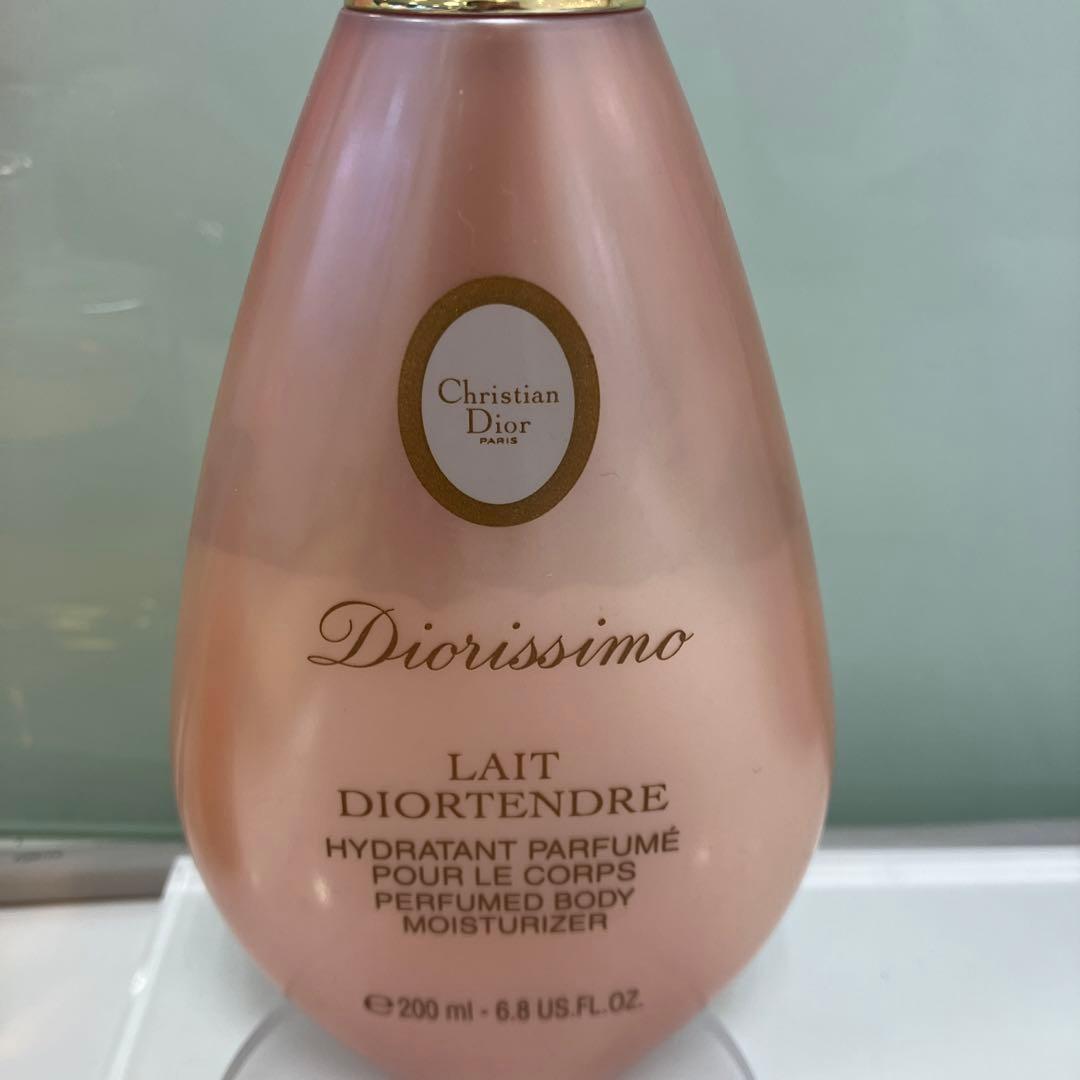 Christian
Dior
PARIS
Diorissimo
LAIT
DIORTENDRE
HYDRATANT PARFUMÉ
POUR LE CORPS
PERFUMED BODY
MOISTURIZER
℮ 200 ml - 6.8 US.FL.OZ.